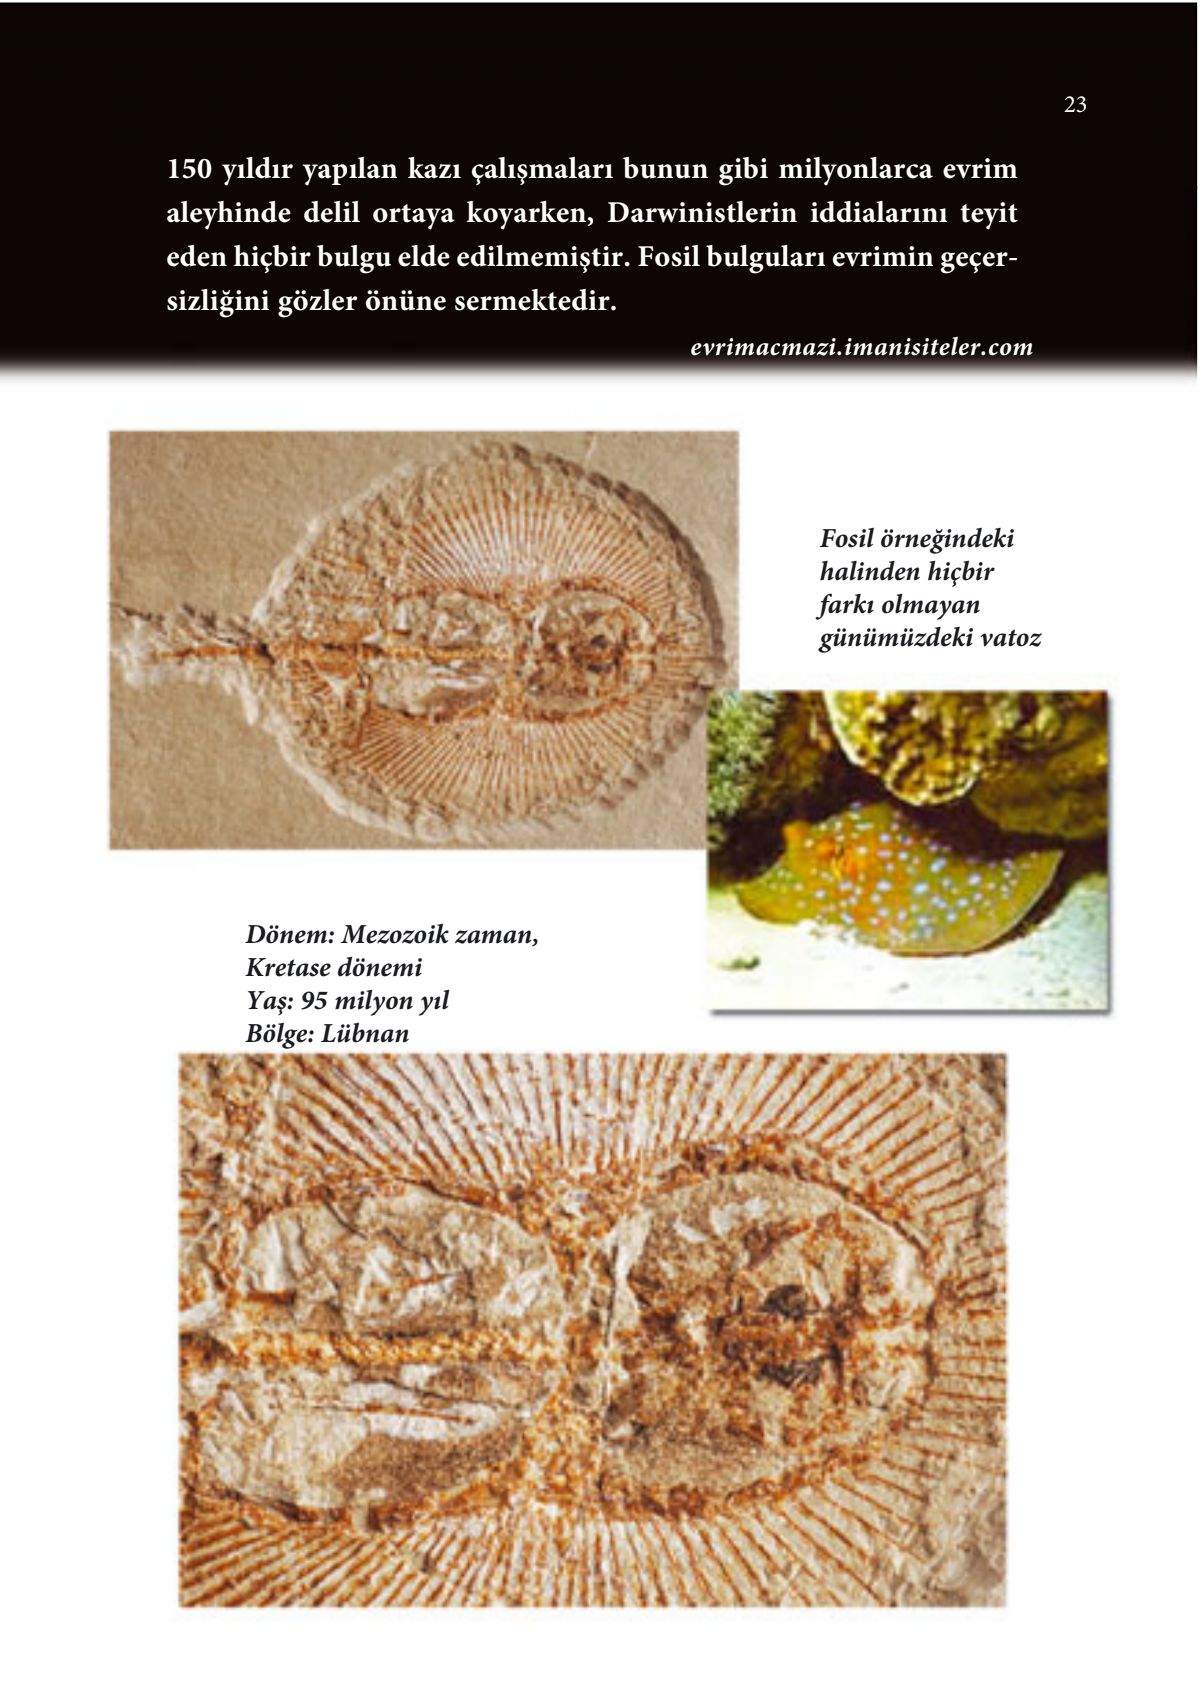 23
150 yıldır yapılan kazı çalışmaları bunun gibi milyonlarca evrim
aleyhinde delil ortaya koyarken, Darwinistlerin iddialarını teyit
eden hiçbir bulgu elde edilmemiştir. Fosil bulguları evrimin geçer-
sizliğini gözler önüne sermektedir.
evrimacmazi.imanisiteler.com
Fosil örneğindeki
halinden hiçbir
farkı olmayan
günümüzdeki vatoz
Dönem: Mezozoik zaman,
Kretase dönemi
Yaş: 95 milyon yıl
Bölge: Lübnan